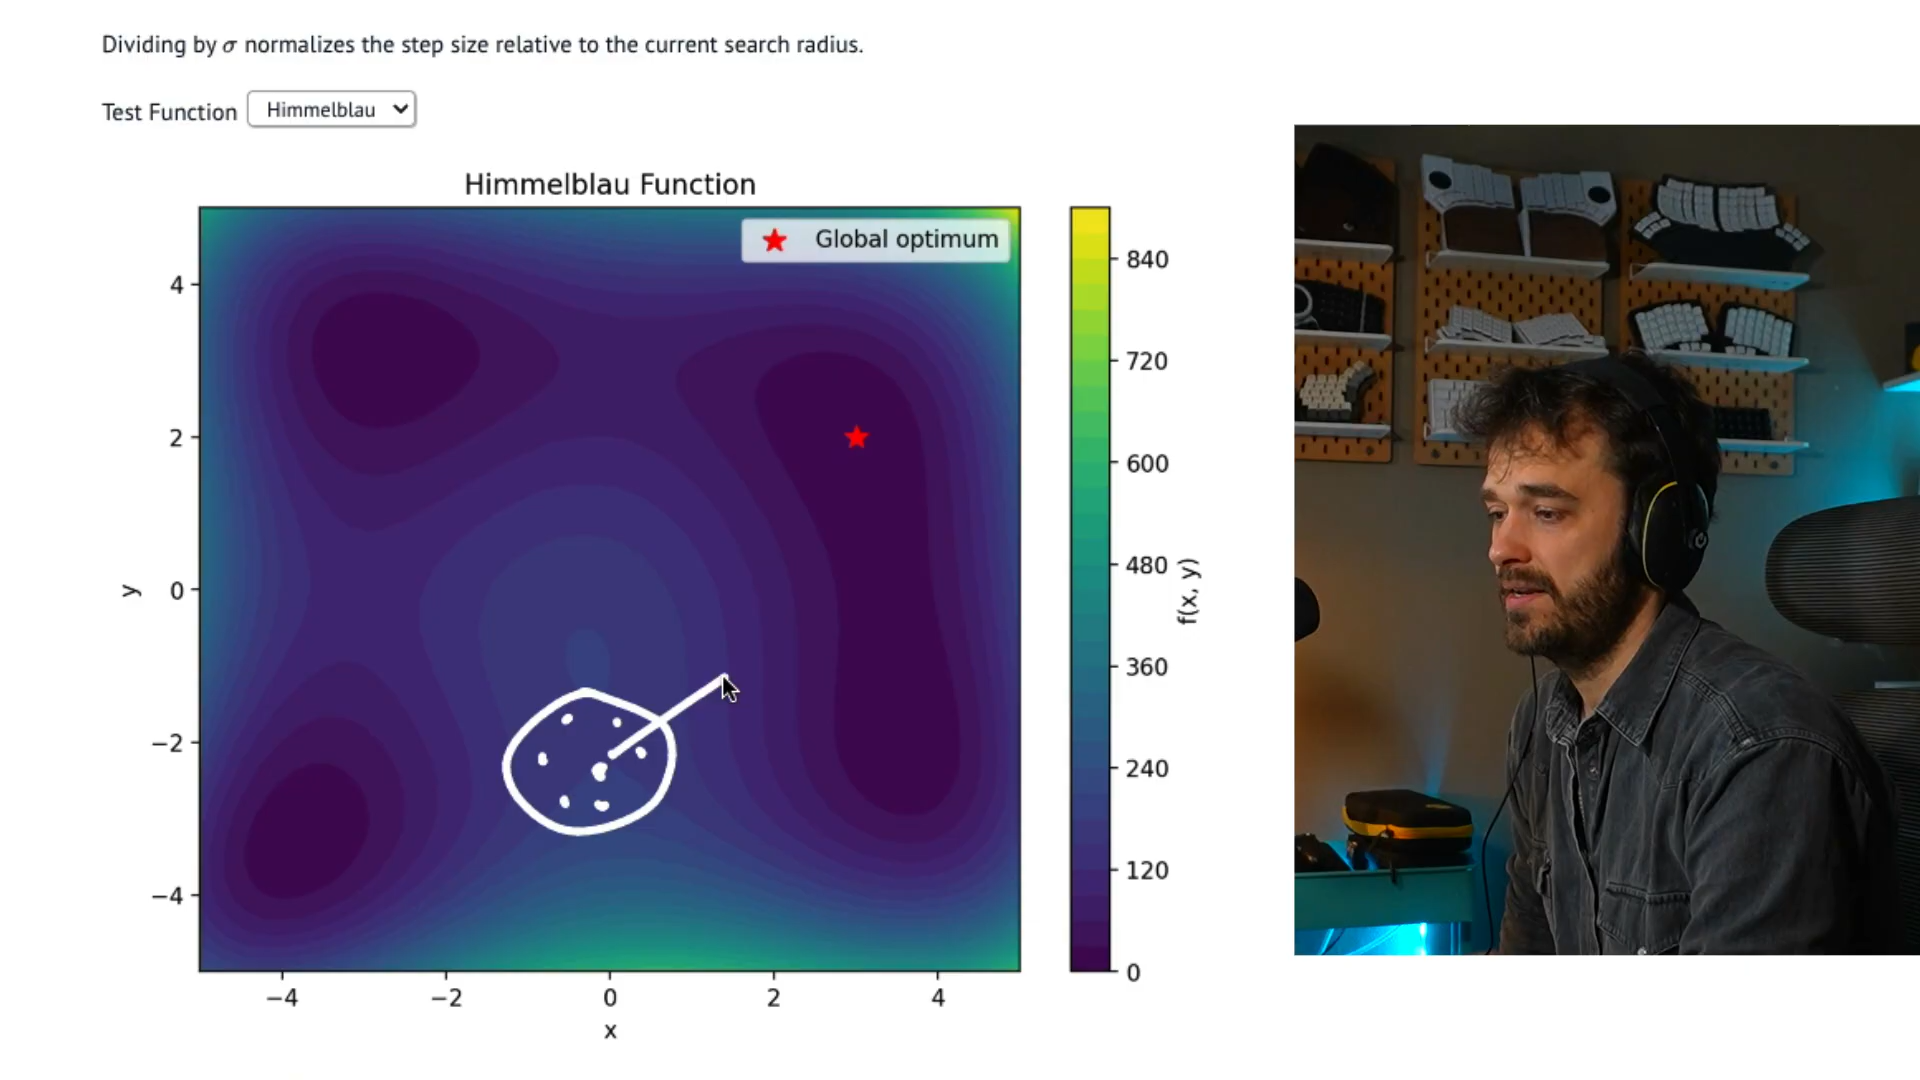 Dividing by σ normalizes the step size relative to the current search radius.
Test Function Himmelblau
Himmelblau Function
Global optimum
4
2
0
−2
−4
y
−4 −2 0 2 4
x
840
720
600
480
360
240
120
0
f(x, y)